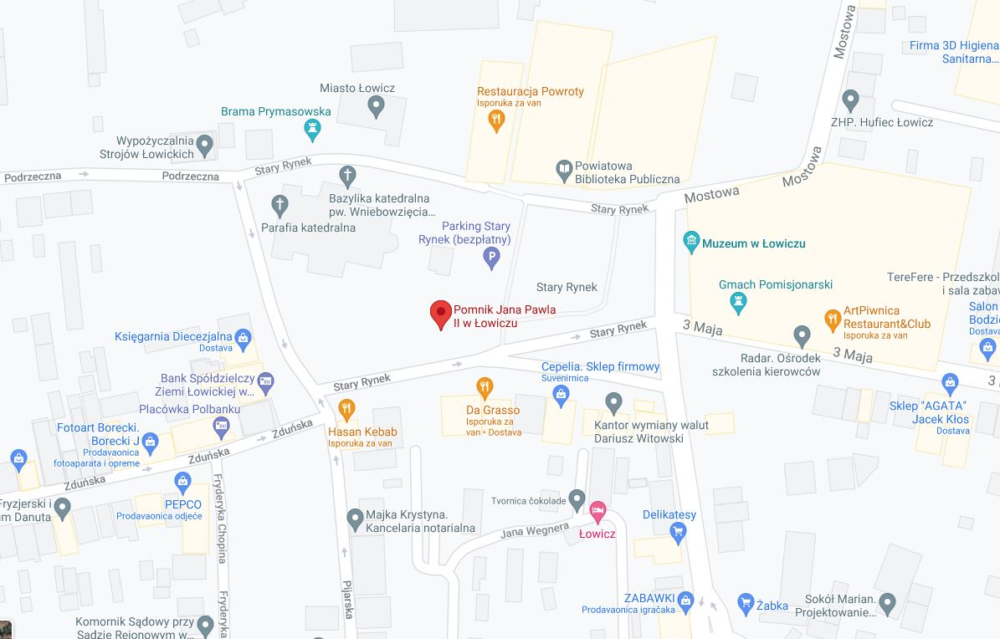 Mostowa
Firma 3D Higiena
Sanitarna...
Miasto Łowicz
Restauracja Powroty
Isporuka za van
Brama Prymasowska
ZHP. Hufiec Łowicz
Wypożyczalnia
Strojów Łowickich
Stary Rynek
Powiatowa
Biblioteka Publiczna
Mostowa
Podrzeczna
Podrzeczna
Mostowa
Bazylika katedralna
pw. Wniebowzięcia...
Stary Rynek
Parafia katedralna
Parking Stary
Rynek (bezpłatny)
P
Muzeum w Łowiczu
Stary Rynek
Gmach Pomisjonarski
TereFere - Przedszkol
i sala zabaw
Pomnik Jana Pawla
II w Łowiczu
ArtPiwnica
Restaurant&Club
Isporuka za van
Salon
Bodzio
Dostava
Księgarnia Diecezjalna
Dostava
Stary Rynek
3 Maja
3 Maja
Radar. Ośrodek
szkolenia kierowców
Bank Spółdzielczy
Ziemi Łowickiej w...
Stary Rynek
Cepelia. Sklep firmowy
Suvenirnica
3
Placówka Polbanku
Da Grasso
Isporuka za
van • Dostava
Sklep "AGATA"
Jacek Kłos
Dostava
Fotoart Borecki.
Borecki J
Prodavaonica
fotoaparata i opreme
Zduńska
Hasan Kebab
Isporuka za van
Kantor wymiany walut
Dariusz Witowski
Zduńska
Zduńska
Fryzjerski i
um Danuta
PEPCO
Prodavaonica odjeće
Fryderyka Chopina
Tvornica čokolade
Majka Krystyna.
Kancelaria notarialna
Jana Wegnera
Łowicz
Delikatesy
Pijarska
Fryderyka
ZABAWKI
Prodavaonica igračaka
Żabka
Sokół Marian.
Projektowanie...
Komornik Sądowy przy
Sądzie Rejonowym w...